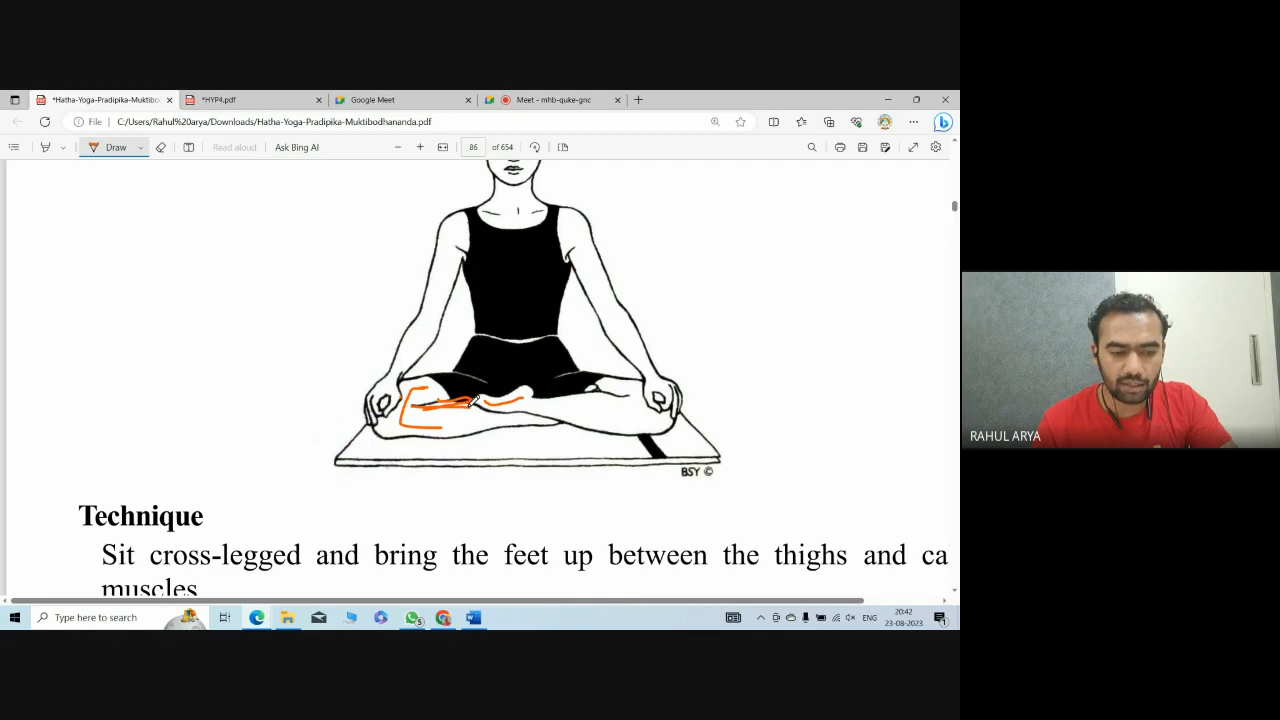 *Hatha-Yoga-Pradipika-Muktibo
*HYP4.pdf
Google Meet
Meet - mhb-quke-gnc
File
C:/Users/Rahul%20arya/Downloads/Hatha-Yoga-Pradipika-Muktibodhananda.pdf
Draw
Read aloud
Ask Bing AI
86 of 654
RAHUL ARYA
BSY ©
Technique
Sit cross-legged and bring the feet up between the thighs and ca
muscles
Type here to search
5
ENG
20:42
23-08-2023
1